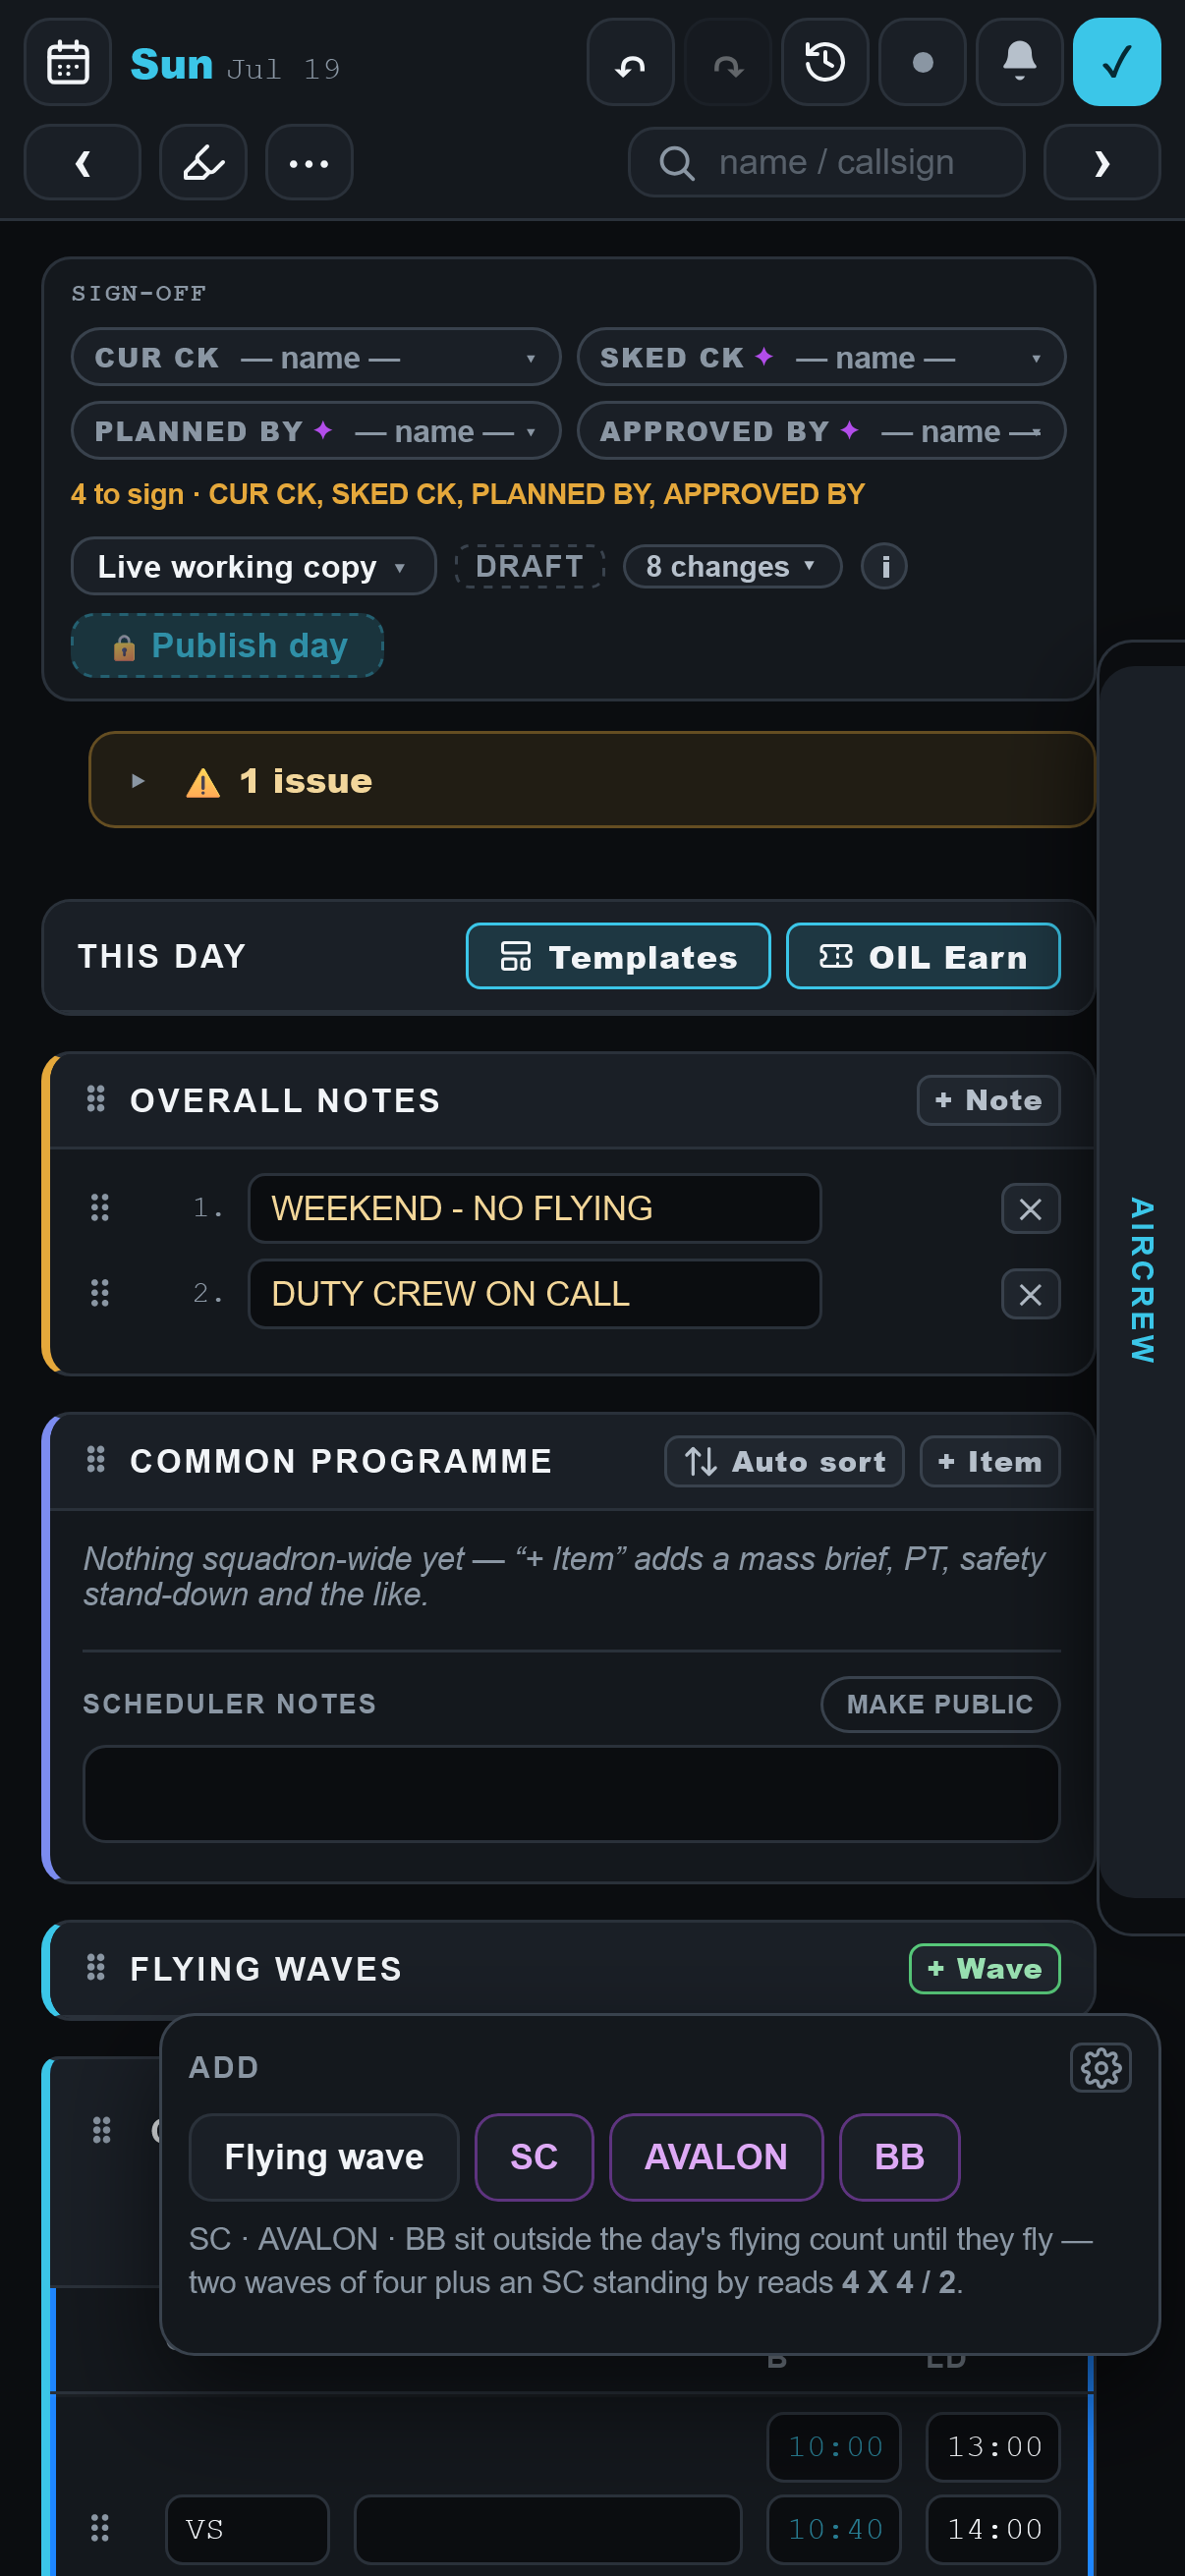 Sun Jul 19
name / callsign
SIGN-OFF
CUR CK — name —
SKED CK ✦ — name —
PLANNED BY ✦ — name —
APPROVED BY ✦ — name —
4 to sign · CUR CK, SKED CK, PLANNED BY, APPROVED BY
Live working copy DRAFT 8 changes i
Publish day
1 issue
THIS DAY Templates OIL Earn
OVERALL NOTES + Note
1. WEEKEND - NO FLYING
2. DUTY CREW ON CALL
AIRCREW
COMMON PROGRAMME Auto sort + Item
Nothing squadron-wide yet — “+ Item” adds a mass brief, PT, safety
stand-down and the like.
SCHEDULER NOTES MAKE PUBLIC
FLYING WAVES + Wave
ADD
Flying wave SC AVALON BB
SC · AVALON · BB sit outside the day's flying count until they fly —
two waves of four plus an SC standing by reads 4 X 4 / 2.
B LD
10:00 13:00
VS 10:40 14:00